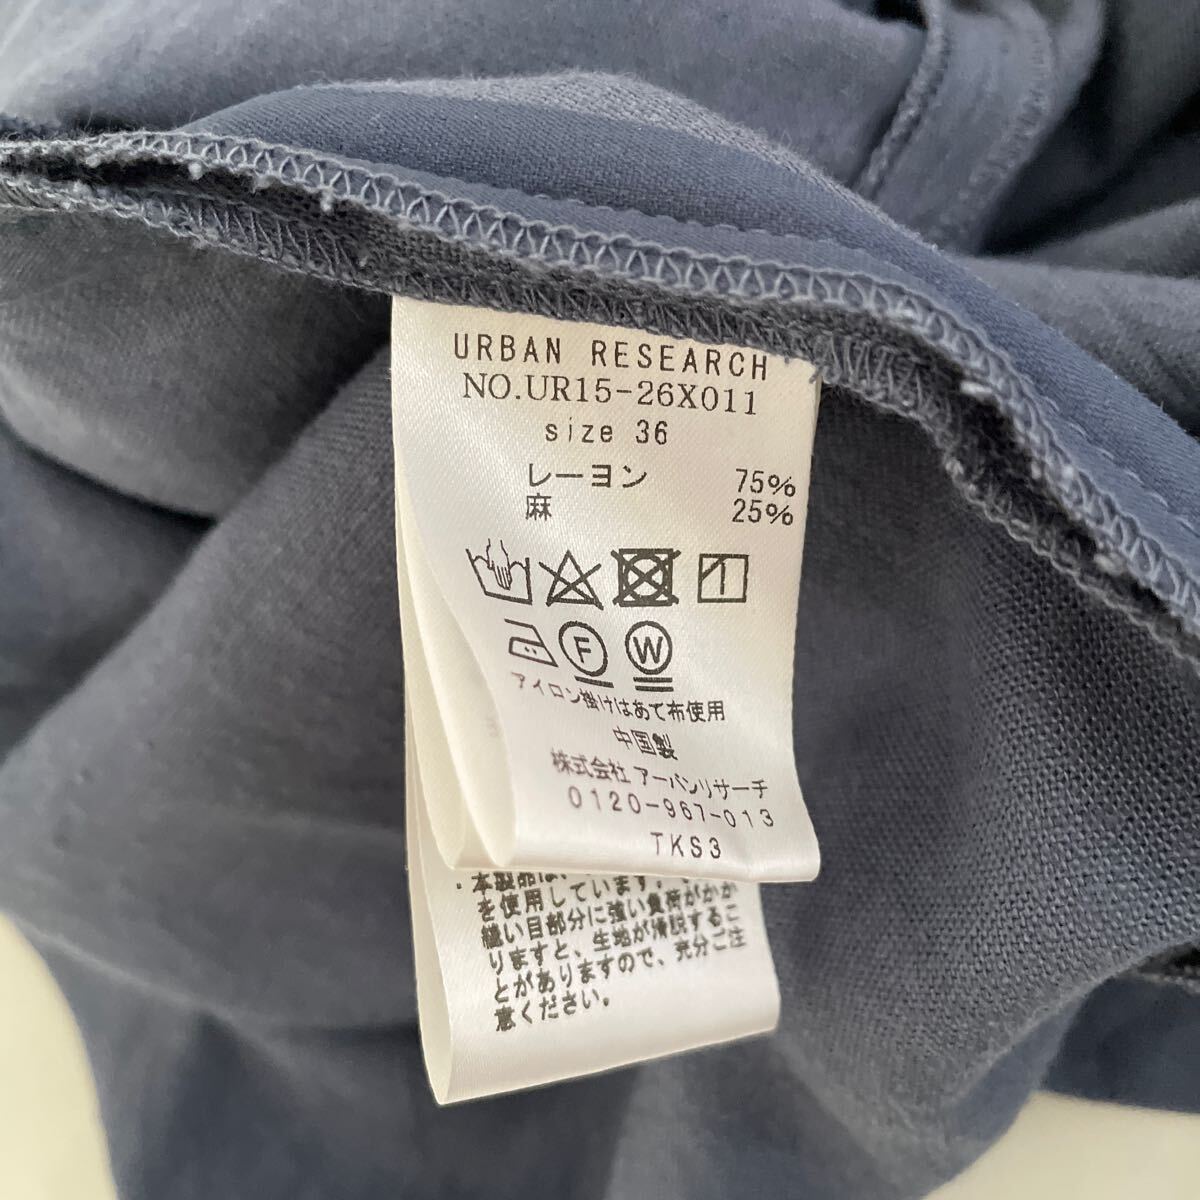 URBAN RESEARCH
NO.UR15-26X011
size 36
レーヨン 75%
麻 25%
F W
アイロン掛けはあて布使用
中国製
株式会社 アーバンリサーチ
0120-967-013
TKS3
・本製品は、
を使用しています。
縫い目部分に強い負荷がかか
りますと、生地が滑脱するこ
とがありますので、充分ご注
意ください。